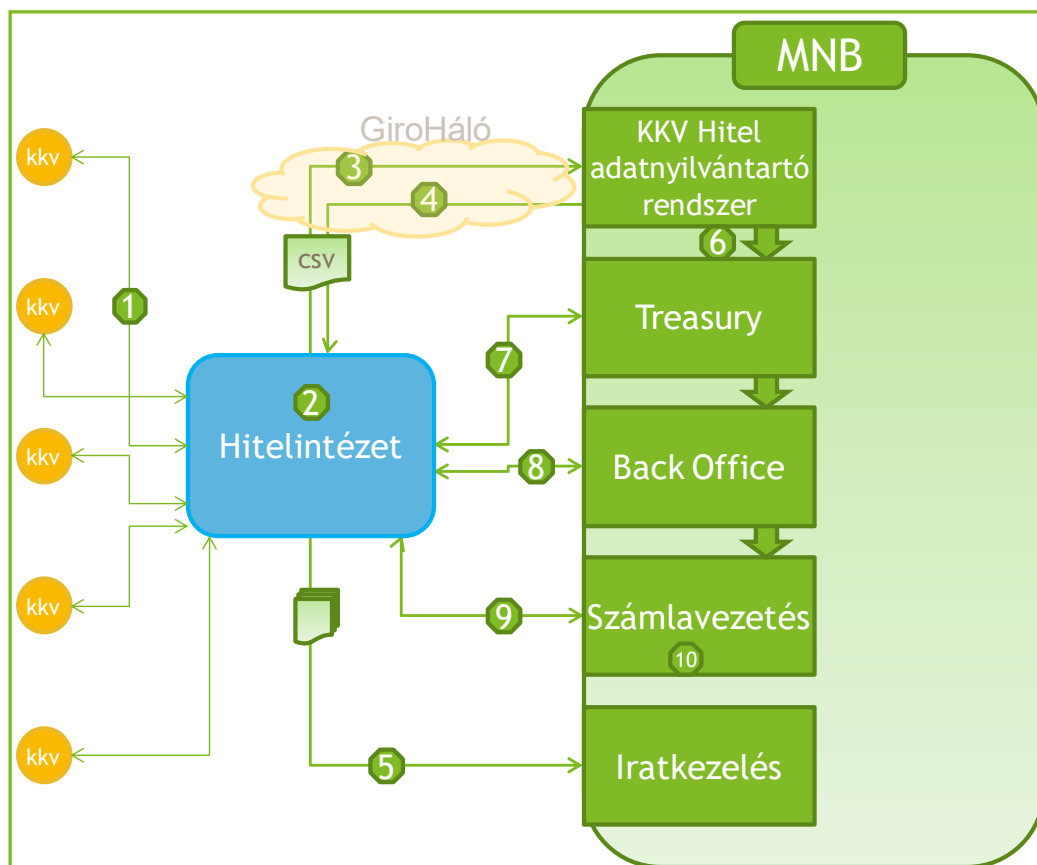 MNB
GiroHáló
kkv
3
KKV Hitel
adatnyilvántartó
rendszer
4
6
CSV
kkv
1
Treasury
7
2
Hitelintézet
kkv
8
Back Office
kkv
9
Számlavezetés
10
kkv
5
Iratkezelés